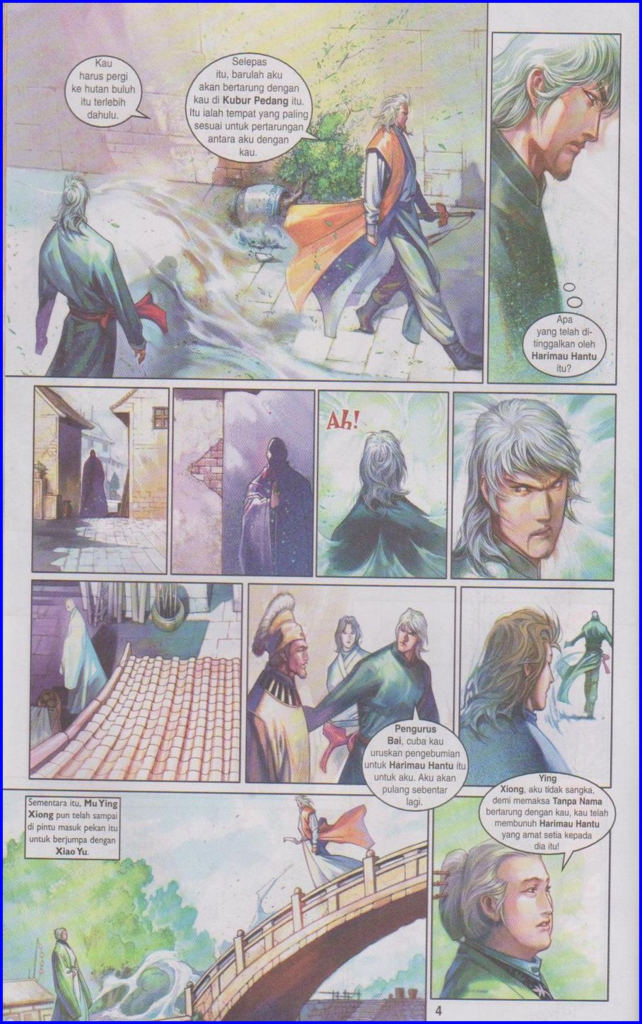 Kau
harus pergi
ke hutan buluh
itu terlebih
dahulu.
Selepas
itu, barulah aku
akan bertarung dengan
kau di Kubur Pedang itu.
Itu ialah tempat yang paling
sesuai untuk pertarungan
antara aku dengan
kau.
Apa
yang telah di-
tinggalkan oleh
Harimau Hantu
itu?
Ah!
Pengurus
Bai, cuba kau
uruskan pengebumian
untuk Harimau Hantu itu
untuk aku. Aku akan
pulang sebentar
lagi.
Sementara itu, Mu Ying
Xiong pun telah sampai
di pintu masuk pekan itu
untuk berjumpa dengan
Xiao Yu.
Ying
Xiong, aku tidak sangka,
demi memaksa Tanpa Nama
bertarung dengan kau, kau telah
membunuh Harimau Hantu
yang amat setia kepada
dia itu!
4